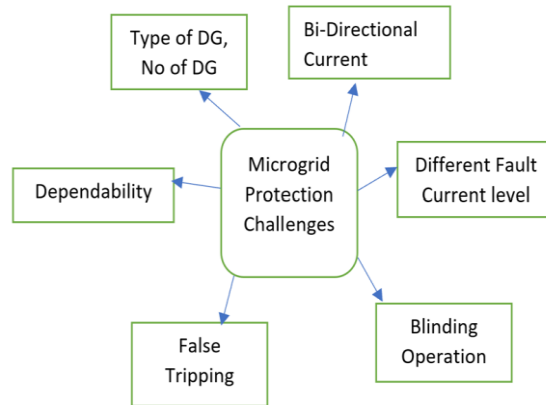 Type of DG,
No of DG
Bi-Directional
Current
Microgrid
Protection
Challenges
Different Fault
Current level
Dependability
Blinding
Operation
False
Tripping